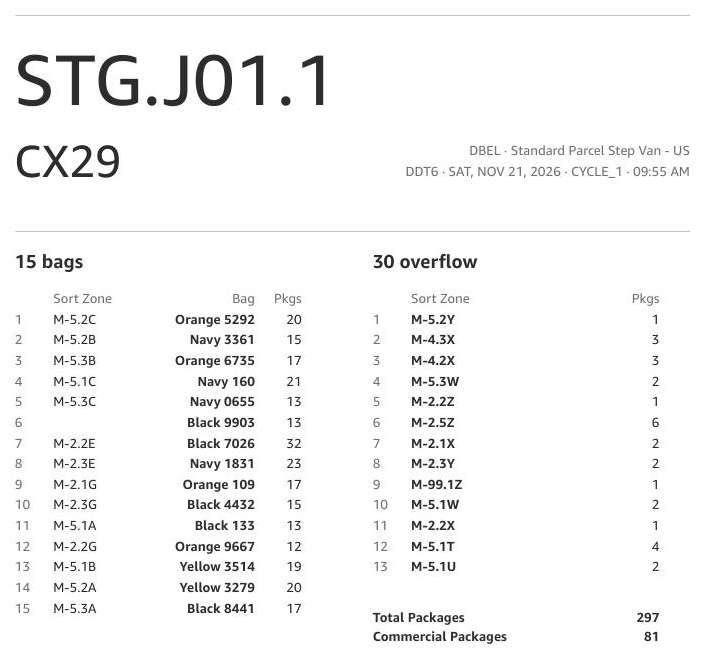 STG.J01.1
CX29
DBEL · Standard Parcel Step Van - US
DDT6 · SAT, NOV 21, 2026 · CYCLE_1 · 09:55 AM
15 bags
Sort Zone Bag Pkgs
1 M-5.2C Orange 5292 20
2 M-5.2B Navy 3361 15
3 M-5.3B Orange 6735 17
4 M-5.1C Navy 160 21
5 M-5.3C Navy 0655 13
6 Black 9903 13
7 M-2.2E Black 7026 32
8 M-2.3E Navy 1831 23
9 M-2.1G Orange 109 17
10 M-2.3G Black 4432 15
11 M-5.1A Black 133 13
12 M-2.2G Orange 9667 12
13 M-5.1B Yellow 3514 19
14 M-5.2A Yellow 3279 20
15 M-5.3A Black 8441 17
30 overflow
Sort Zone Pkgs
1 M-5.2Y 1
2 M-4.3X 3
3 M-4.2X 3
4 M-5.3W 2
5 M-2.2Z 1
6 M-2.5Z 6
7 M-2.1X 2
8 M-2.3Y 2
9 M-99.1Z 1
10 M-5.1W 2
11 M-2.2X 1
12 M-5.1T 4
13 M-5.1U 2
Total Packages 297
Commercial Packages 81